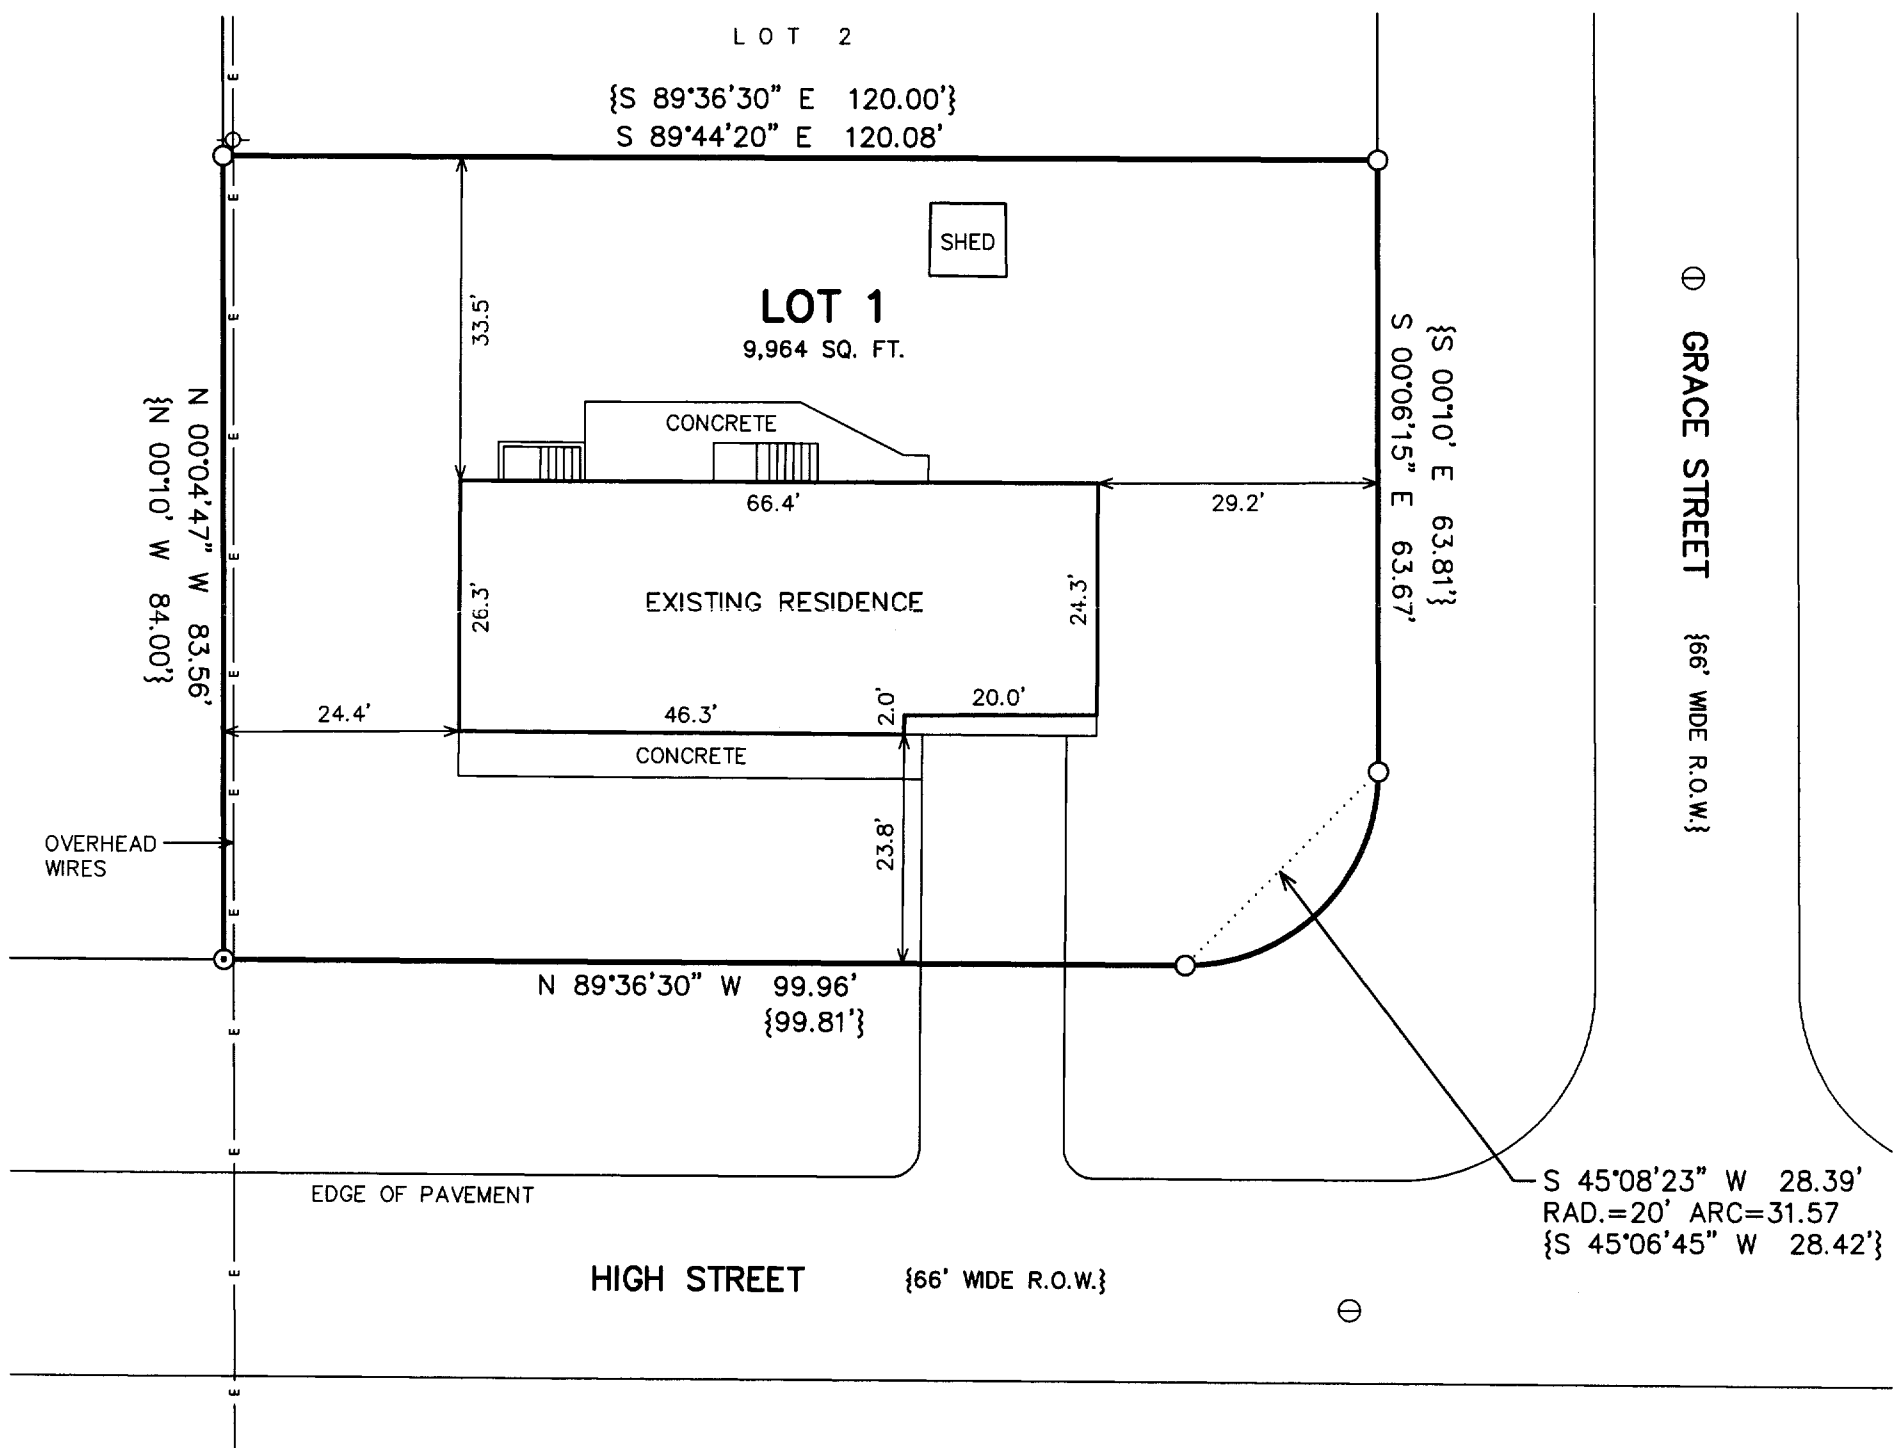 LOT 2
{S 89°36'30" E 120.00'}
S 89°44'20" E 120.08'
SHED
LOT 1
9,964 SQ. FT.
33.5'
CONCRETE
66.4'
29.2'
N 00°04'47" W 83.56'
{N 00°10' W 84.00'}
{S 00°10' E 63.81'}
S 00°06'15" E 63.67'
GRACE STREET {66' WIDE R.O.W.}
26.3'
EXISTING RESIDENCE
24.3'
24.4'
46.3'
2.0'
20.0'
CONCRETE
23.8'
OVERHEAD
WIRES
N 89°36'30" W 99.96'
{99.81'}
EDGE OF PAVEMENT
S 45°08'23" W 28.39'
RAD.=20' ARC=31.57
{S 45°06'45" W 28.42'}
HIGH STREET {66' WIDE R.O.W.}
E
E
E
E
E
E
E
E
E
E
E
E